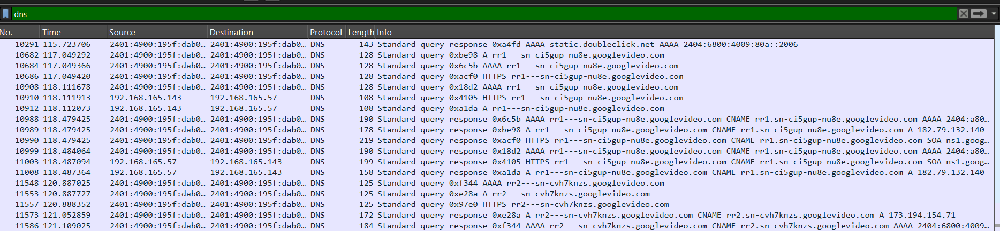 dns
No. Time Source Destination Protocol Length Info
10291 115.723706 2401:4900:195f:dab0… 2401:4900:195f:dab0… DNS 143 Standard query response 0xa4fd AAAA static.doubleclick.net AAAA 2404:6800:4009:80a::2006
10682 117.049292 2401:4900:195f:dab0… 2401:4900:195f:dab0… DNS 128 Standard query 0xbe98 A rr1---sn-ci5gup-nu8e.googlevideo.com
10684 117.049366 2401:4900:195f:dab0… 2401:4900:195f:dab0… DNS 128 Standard query 0x6c5b AAAA rr1---sn-ci5gup-nu8e.googlevideo.com
10686 117.049420 2401:4900:195f:dab0… 2401:4900:195f:dab0… DNS 128 Standard query 0xacf0 HTTPS rr1---sn-ci5gup-nu8e.googlevideo.com
10908 118.111678 2401:4900:195f:dab0… 2401:4900:195f:dab0… DNS 128 Standard query 0x18d2 AAAA rr1---sn-ci5gup-nu8e.googlevideo.com
10910 118.111913 192.168.165.143 192.168.165.57 DNS 108 Standard query 0x4105 HTTPS rr1---sn-ci5gup-nu8e.googlevideo.com
10912 118.112073 192.168.165.143 192.168.165.57 DNS 108 Standard query 0xa1da A rr1---sn-ci5gup-nu8e.googlevideo.com
10988 118.479425 2401:4900:195f:dab0… 2401:4900:195f:dab0… DNS 190 Standard query response 0x6c5b AAAA rr1---sn-ci5gup-nu8e.googlevideo.com CNAME rr1.sn-ci5gup-nu8e.googlevideo.com AAAA 2404:a80…
10989 118.479425 2401:4900:195f:dab0… 2401:4900:195f:dab0… DNS 178 Standard query response 0xbe98 A rr1---sn-ci5gup-nu8e.googlevideo.com CNAME rr1.sn-ci5gup-nu8e.googlevideo.com A 182.79.132.140
10990 118.479425 2401:4900:195f:dab0… 2401:4900:195f:dab0… DNS 219 Standard query response 0xacf0 HTTPS rr1---sn-ci5gup-nu8e.googlevideo.com CNAME rr1.sn-ci5gup-nu8e.googlevideo.com SOA ns1.goog…
10999 118.484064 2401:4900:195f:dab0… 2401:4900:195f:dab0… DNS 190 Standard query response 0x18d2 AAAA rr1---sn-ci5gup-nu8e.googlevideo.com CNAME rr1.sn-ci5gup-nu8e.googlevideo.com AAAA 2404:a80…
11003 118.487094 192.168.165.57 192.168.165.143 DNS 199 Standard query response 0x4105 HTTPS rr1---sn-ci5gup-nu8e.googlevideo.com CNAME rr1.sn-ci5gup-nu8e.googlevideo.com SOA ns1.goog…
11008 118.487364 192.168.165.57 192.168.165.143 DNS 158 Standard query response 0xa1da A rr1---sn-ci5gup-nu8e.googlevideo.com CNAME rr1.sn-ci5gup-nu8e.googlevideo.com A 182.79.132.140
11548 120.887025 2401:4900:195f:dab0… 2401:4900:195f:dab0… DNS 125 Standard query 0xf344 AAAA rr2---sn-cvh7knzs.googlevideo.com
11553 120.887727 2401:4900:195f:dab0… 2401:4900:195f:dab0… DNS 125 Standard query 0xe28a A rr2---sn-cvh7knzs.googlevideo.com
11557 120.888352 2401:4900:195f:dab0… 2401:4900:195f:dab0… DNS 125 Standard query 0x97e0 HTTPS rr2---sn-cvh7knzs.googlevideo.com
11573 121.052859 2401:4900:195f:dab0… 2401:4900:195f:dab0… DNS 172 Standard query response 0xe28a A rr2---sn-cvh7knzs.googlevideo.com CNAME rr2.sn-cvh7knzs.googlevideo.com A 173.194.154.71
11586 121.109025 2401:4900:195f:dab0… 2401:4900:195f:dab0… DNS 184 Standard query response 0xf344 AAAA rr2---sn-cvh7knzs.googlevideo.com CNAME rr2.sn-cvh7knzs.googlevideo.com AAAA 2404:6800:4009…